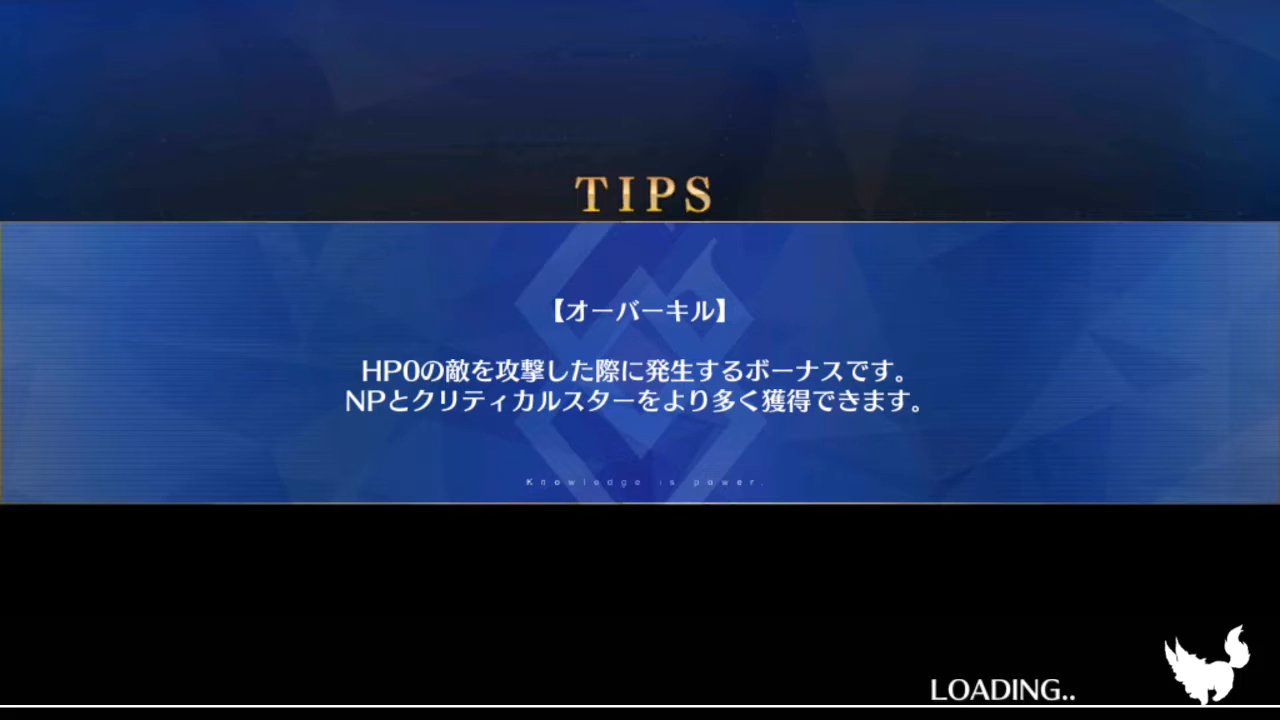 TIPS
【オーバーキル】
HP0の敵を攻撃した際に発生するボーナスです。
NPとクリティカルスターをより多く獲得できます。
Knowledge is power.
LOADING..